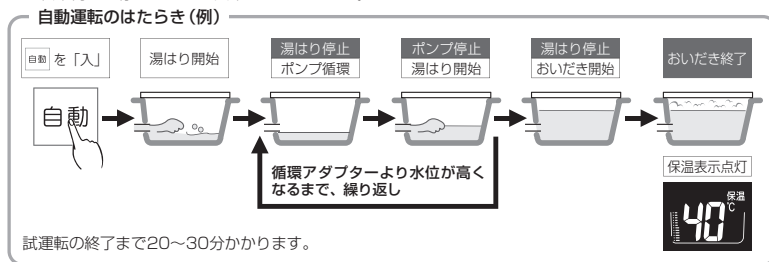 自動運転のはたらき(例)
自動 を「入」
湯はり開始
湯はり停止
ポンプ循環
ポンプ停止
湯はり開始
湯はり停止
おいだき開始
おいだき終了
自動
循環アダプターより水位が高く
なるまで、繰り返し
保温表示点灯
保温
40℃
試運転の終了まで20〜30分かかります。